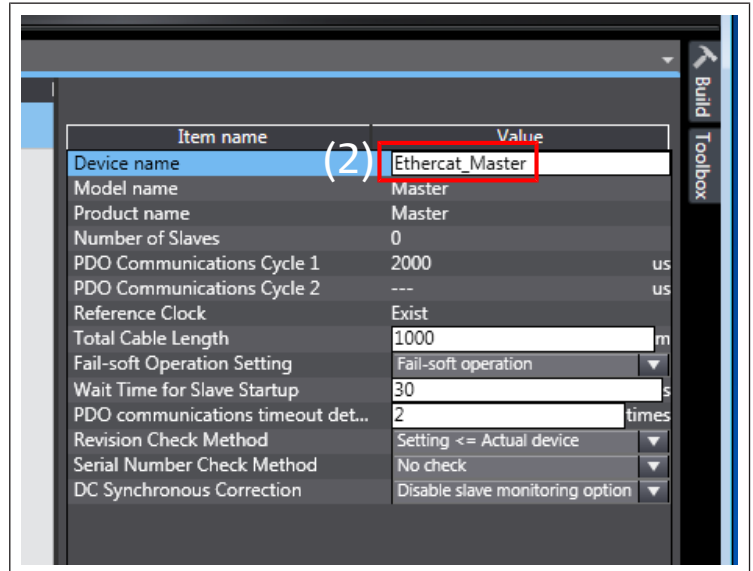 Build
Toolbox
Item name Value
(2)
Device name Ethercat_Master
Model name Master
Product name Master
Number of Slaves 0
PDO Communications Cycle 1 2000 us
PDO Communications Cycle 2 --- us
Reference Clock Exist
Total Cable Length 1000 m
Fail-soft Operation Setting Fail-soft operation
Wait Time for Slave Startup 30 s
PDO communications timeout det... 2 times
Revision Check Method Setting <= Actual device
Serial Number Check Method No check
DC Synchronous Correction Disable slave monitoring option